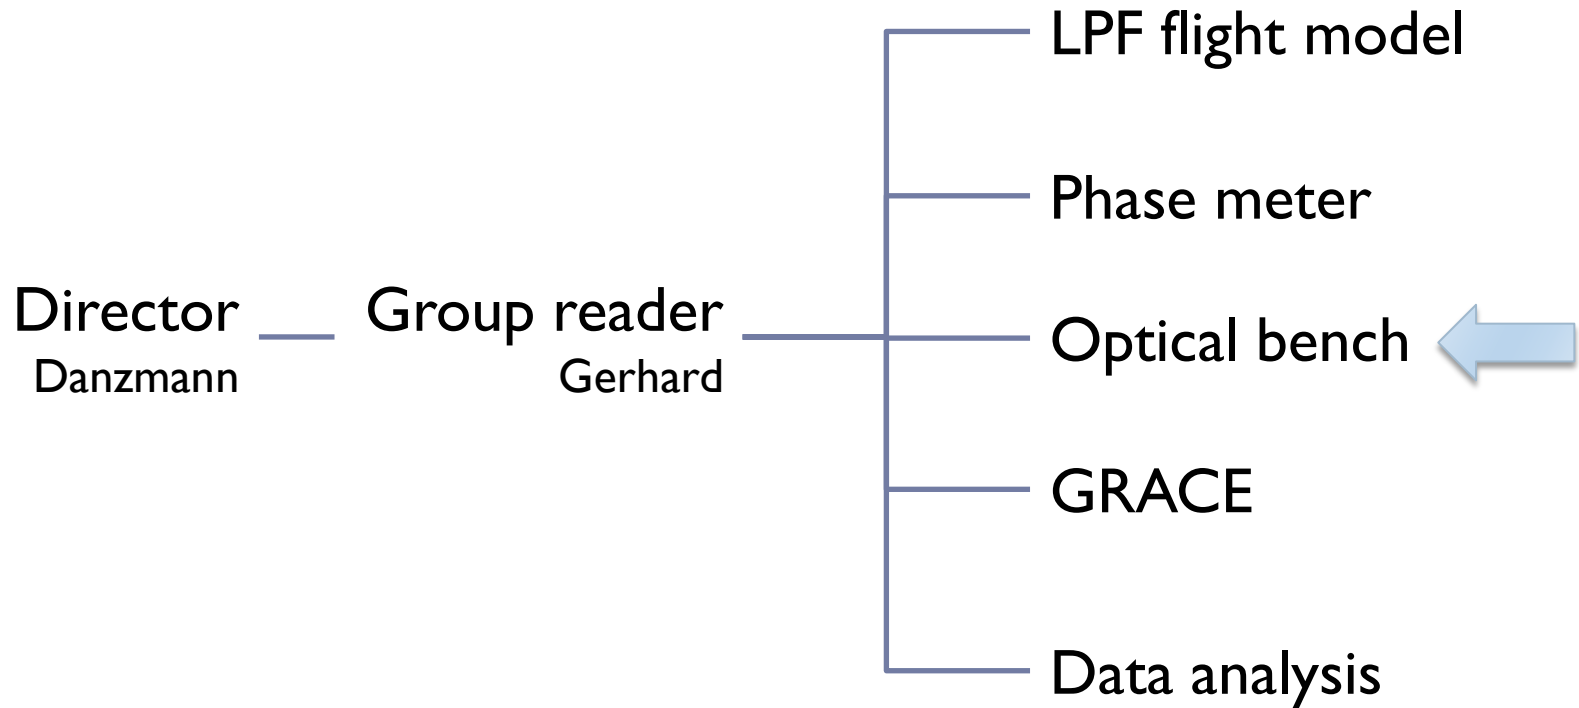 Director
Danzmann
Group reader
Gerhard
LPF flight model
Phase meter
Optical bench
GRACE
Data analysis